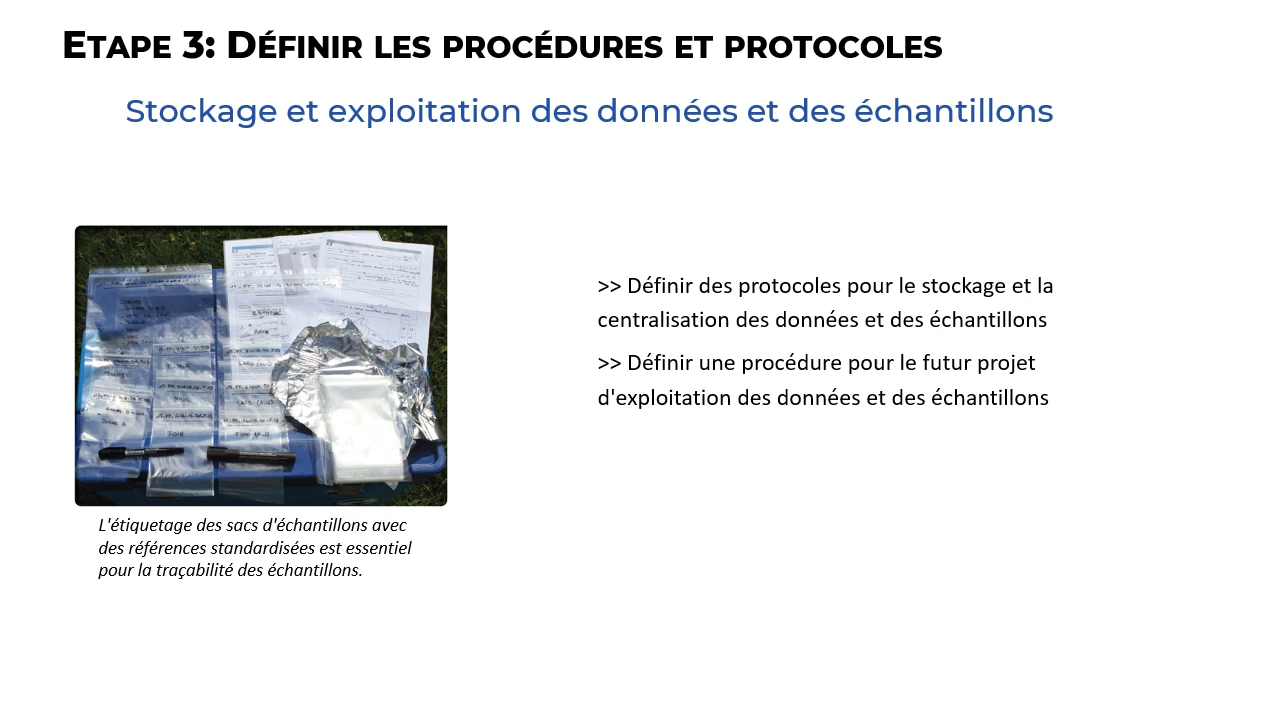 ETAPE 3: DÉFINIR LES PROCÉDURES ET PROTOCOLES
Stockage et exploitation des données et des échantillons
>> Définir des protocoles pour le stockage et la
centralisation des données et des échantillons
>> Définir une procédure pour le futur projet
d'exploitation des données et des échantillons
ESTOMAC
RATE
FOIE
L'étiquetage des sacs d'échantillons avec
des références standardisées est essentiel
pour la traçabilité des échantillons.